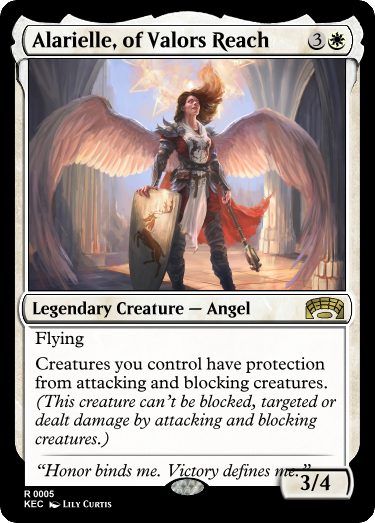 Alarielle, of Valors Reach 3
Legendary Creature — Angel
Flying
Creatures you control have protection
from attacking and blocking creatures.
(This creature can't be blocked, targeted or
dealt damage by attacking and blocking
creatures.)
"Honor binds me. Victory defines me."
3/4
R 0005
KEC Lily Curtis